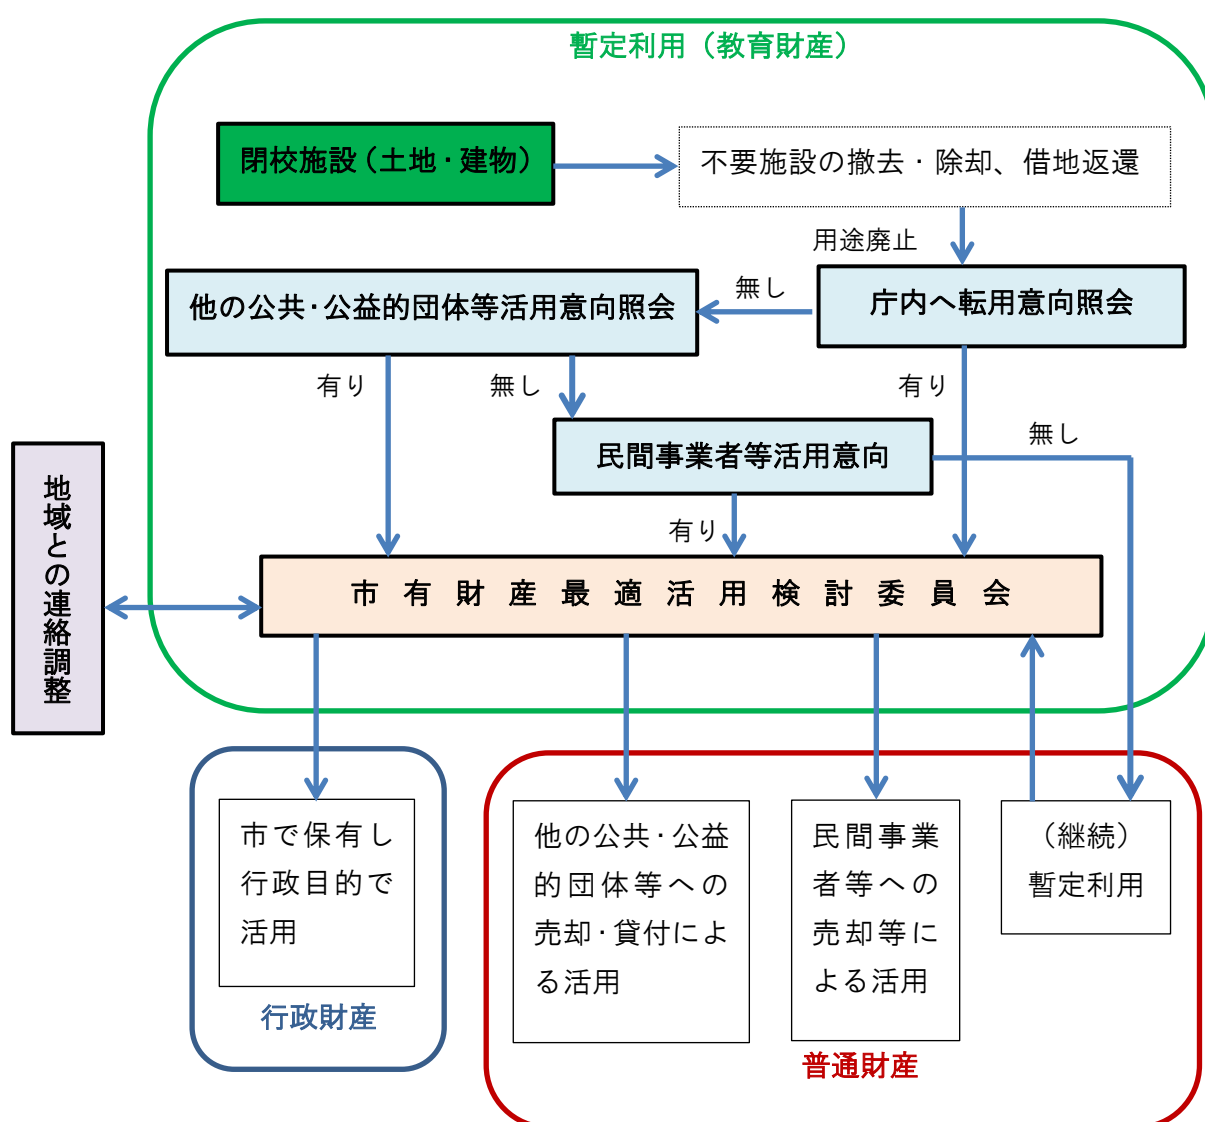 暫定利用（教育財産）
閉校施設（土地・建物）
不要施設の撤去・除却、借地返還
用途廃止
他の公共・公益的団体等活用意向照会
無し
庁内へ転用意向照会
有り
無し
有り
民間事業者等活用意向
無し
有り
地域との連絡調整
市有財産最適活用検討委員会
市で保有し
行政目的で
活用
行政財産
他の公共・公益
的団体等への
売却・貸付によ
る活用
民間事業
者等への
売却等に
よる活用
（継続）
暫定利用
普通財産